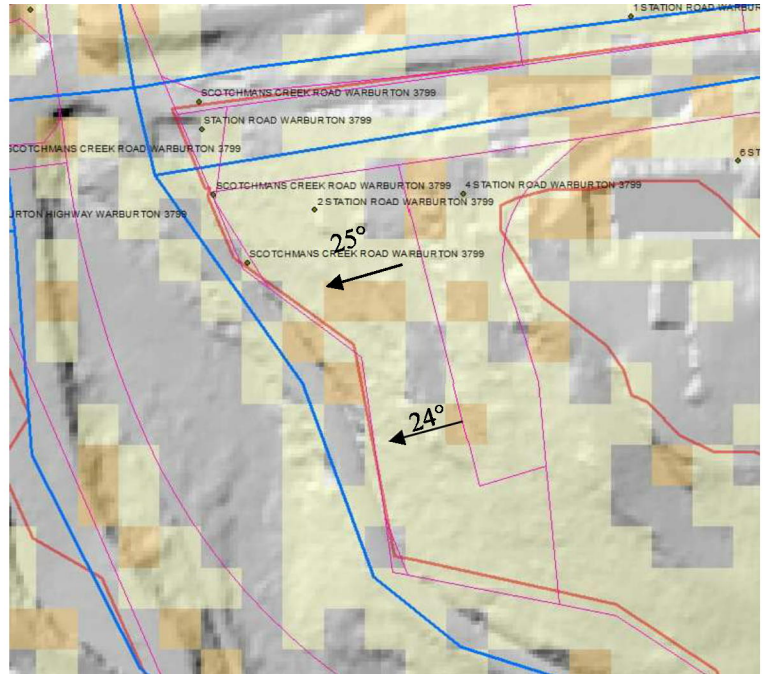 1 STATION ROAD WARBUR
SCOTCHMANS CREEK ROAD WARBURTON 3799
STATION ROAD WARBURTON 3799
SCOTCHMANS CREEK ROAD WARBURTON 3799
6 ST
SCOTCHMANS CREEK ROAD WARBURTON 3799
4 STATION ROAD WARBURTON 3799
2 STATION ROAD WARBURTON 3799
URTON HIGHWAY WARBURTON 3799
25°
SCOTCHMANS CREEK ROAD WARBURTON 3799
24°